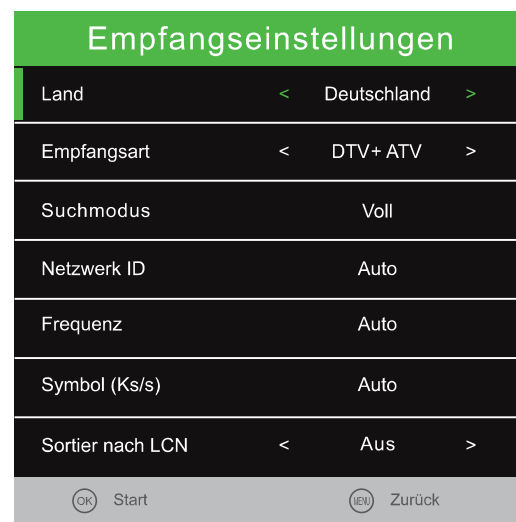 Empfangseinstellungen
Land < Deutschland >
Empfangsart < DTV+ ATV >
Suchmodus Voll
Netzwerk ID Auto
Frequenz Auto
Symbol (Ks/s) Auto
Sortier nach LCN < Aus >
OK Start MENU Zurück